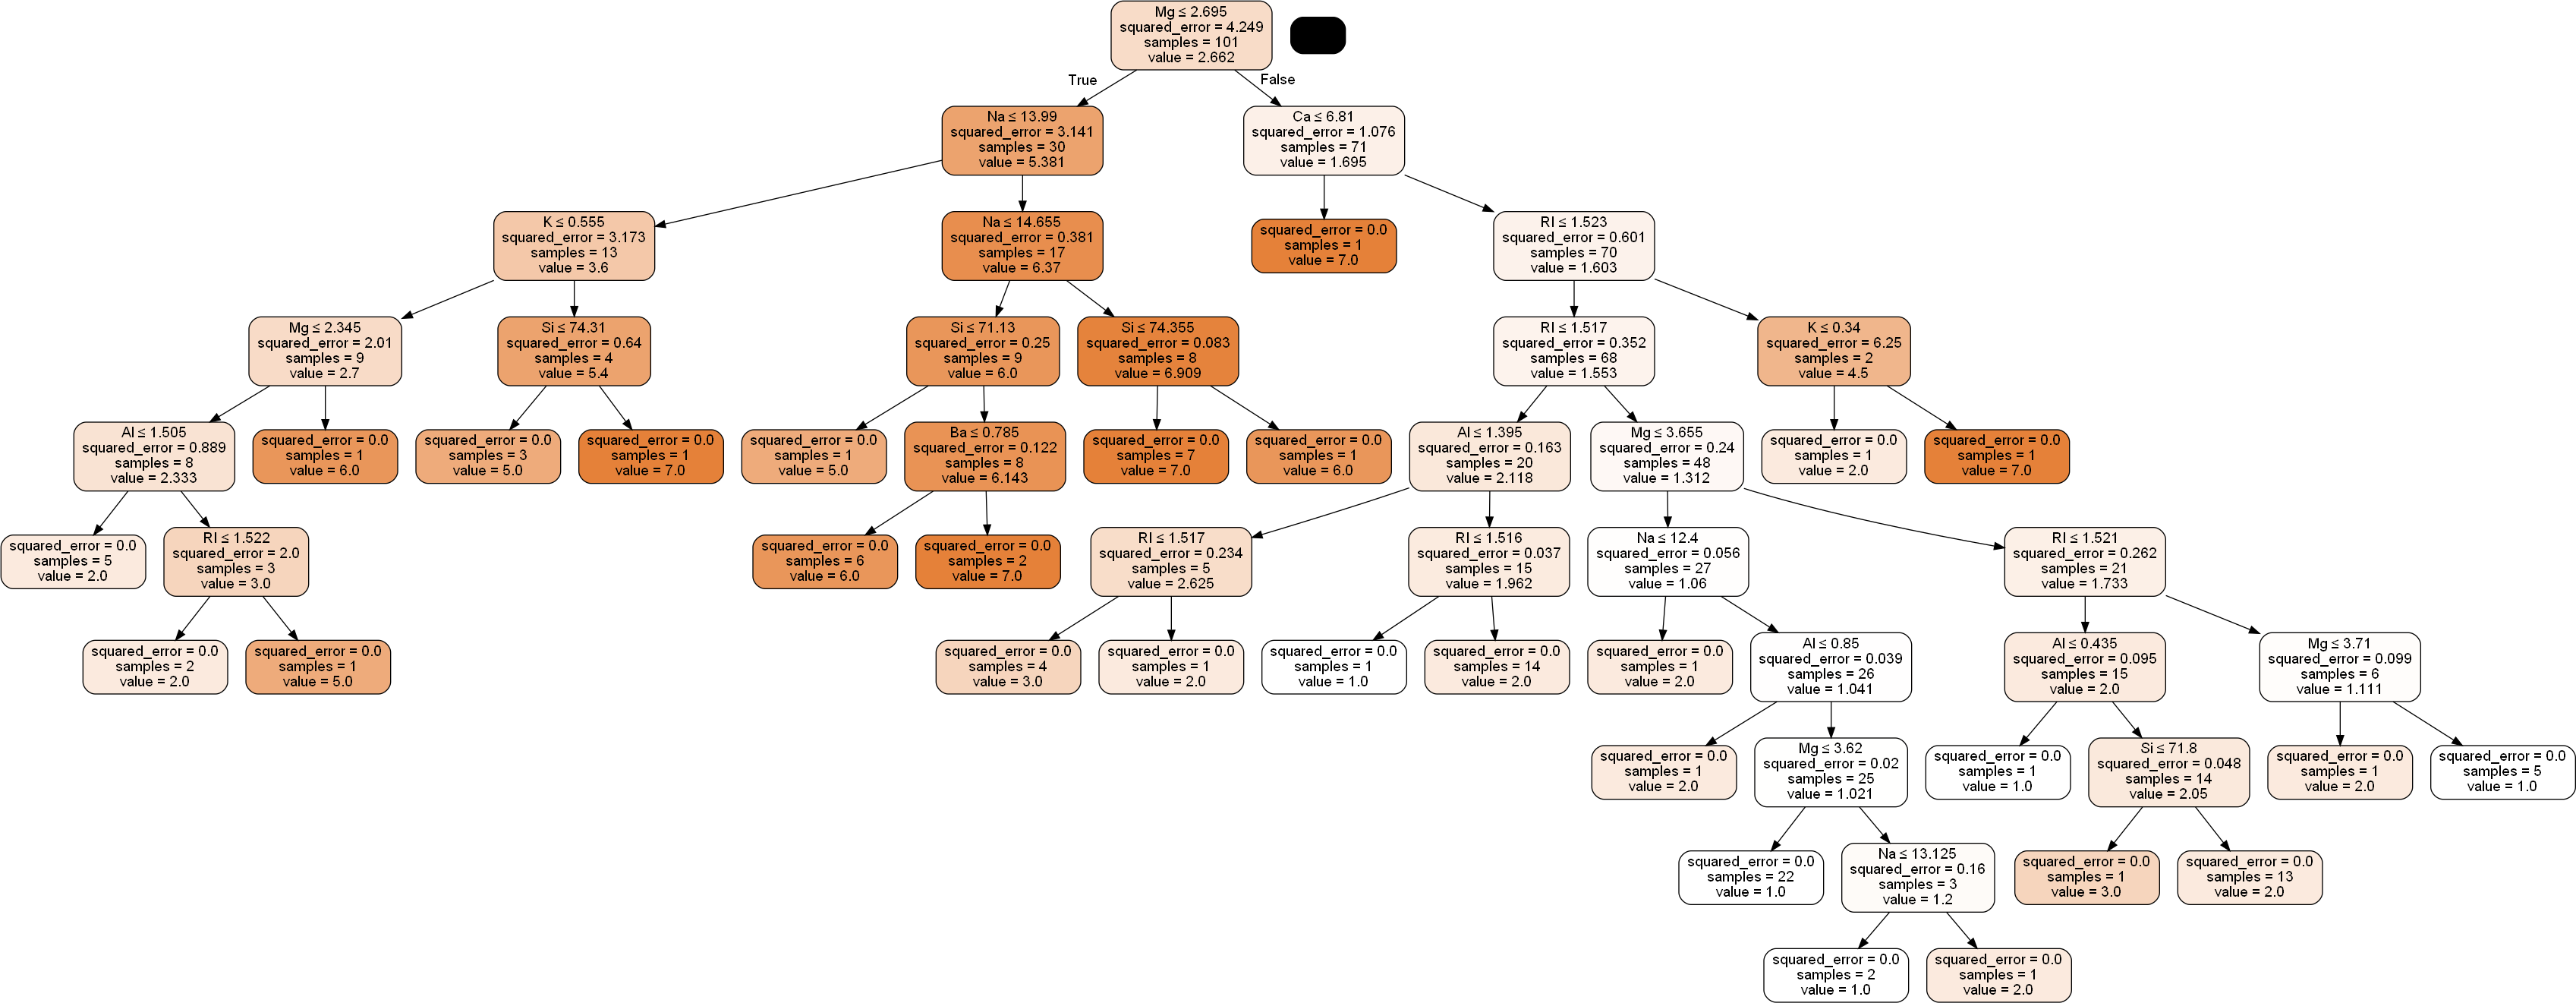 Mg ≤ 2.695
squared_error = 4.249
samples = 101
value = 2.662
True
False
Na ≤ 13.99
squared_error = 3.141
samples = 30
value = 5.381
Ca ≤ 6.81
squared_error = 1.076
samples = 71
value = 1.695
K ≤ 0.555
squared_error = 3.173
samples = 13
value = 3.6
Na ≤ 14.655
squared_error = 0.381
samples = 17
value = 6.37
squared_error = 0.0
samples = 1
value = 7.0
RI ≤ 1.523
squared_error = 0.601
samples = 70
value = 1.603
Mg ≤ 2.345
squared_error = 2.01
samples = 9
value = 2.7
Si ≤ 74.31
squared_error = 0.64
samples = 4
value = 5.4
Si ≤ 71.13
squared_error = 0.25
samples = 9
value = 6.0
Si ≤ 74.355
squared_error = 0.083
samples = 8
value = 6.909
RI ≤ 1.517
squared_error = 0.352
samples = 68
value = 1.553
K ≤ 0.34
squared_error = 6.25
samples = 2
value = 4.5
Al ≤ 1.505
squared_error = 0.889
samples = 8
value = 2.333
squared_error = 0.0
samples = 1
value = 6.0
squared_error = 0.0
samples = 3
value = 5.0
squared_error = 0.0
samples = 1
value = 7.0
squared_error = 0.0
samples = 1
value = 5.0
Ba ≤ 0.785
squared_error = 0.122
samples = 8
value = 6.143
squared_error = 0.0
samples = 7
value = 7.0
squared_error = 0.0
samples = 1
value = 6.0
Al ≤ 1.395
squared_error = 0.163
samples = 20
value = 2.118
Mg ≤ 3.655
squared_error = 0.24
samples = 48
value = 1.312
squared_error = 0.0
samples = 1
value = 2.0
squared_error = 0.0
samples = 1
value = 7.0
squared_error = 0.0
samples = 5
value = 2.0
RI ≤ 1.522
squared_error = 2.0
samples = 3
value = 3.0
squared_error = 0.0
samples = 6
value = 6.0
squared_error = 0.0
samples = 2
value = 7.0
RI ≤ 1.517
squared_error = 0.234
samples = 5
value = 2.625
RI ≤ 1.516
squared_error = 0.037
samples = 15
value = 1.962
Na ≤ 12.4
squared_error = 0.056
samples = 27
value = 1.06
RI ≤ 1.521
squared_error = 0.262
samples = 21
value = 1.733
squared_error = 0.0
samples = 2
value = 2.0
squared_error = 0.0
samples = 1
value = 5.0
squared_error = 0.0
samples = 4
value = 3.0
squared_error = 0.0
samples = 1
value = 2.0
squared_error = 0.0
samples = 1
value = 1.0
squared_error = 0.0
samples = 14
value = 2.0
squared_error = 0.0
samples = 1
value = 2.0
Al ≤ 0.85
squared_error = 0.039
samples = 26
value = 1.041
Al ≤ 0.435
squared_error = 0.095
samples = 15
value = 2.0
Mg ≤ 3.71
squared_error = 0.099
samples = 6
value = 1.111
squared_error = 0.0
samples = 1
value = 2.0
Mg ≤ 3.62
squared_error = 0.02
samples = 25
value = 1.021
squared_error = 0.0
samples = 1
value = 1.0
Si ≤ 71.8
squared_error = 0.048
samples = 14
value = 2.05
squared_error = 0.0
samples = 1
value = 2.0
squared_error = 0.0
samples = 5
value = 1.0
squared_error = 0.0
samples = 22
value = 1.0
Na ≤ 13.125
squared_error = 0.16
samples = 3
value = 1.2
squared_error = 0.0
samples = 1
value = 3.0
squared_error = 0.0
samples = 13
value = 2.0
squared_error = 0.0
samples = 2
value = 1.0
squared_error = 0.0
samples = 1
value = 2.0